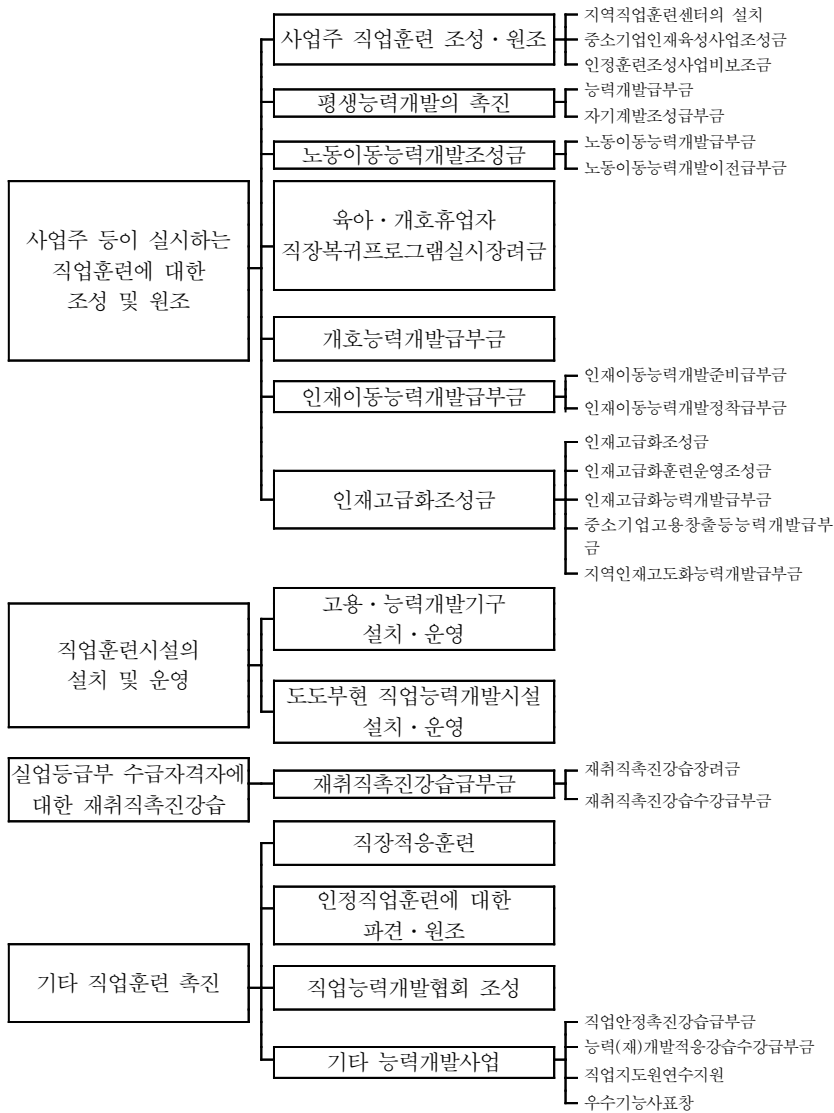 사업주 직업훈련 조성・원조
지역직업훈련센터의 설치
중소기업인재육성사업조성금
인정훈련조성사업비보조금
평생능력개발의 촉진
능력개발급부금
자기계발조성급부금
노동이동능력개발조성금
노동이동능력개발급부금
노동이동능력개발이전급부금
사업주 등이 실시하는
직업훈련에 대한
조성 및 원조
육아・개호휴업자
직장복귀프로그램실시장려금
개호능력개발급부금
인재이동능력개발급부금
인재이동능력개발준비급부금
인재이동능력개발정착급부금
인재고급화조성금
인재고급화조성금
인재고급화훈련운영조성금
인재고급화능력개발급부금
중소기업고용창출등능력개발급부
금
지역인재고도화능력개발급부금
직업훈련시설의
설치 및 운영
고용・능력개발기구
설치・운영
도도부현 직업능력개발시설
설치・운영
실업등급부 수급자격자에
대한 재취직촉진강습
재취직촉진강습급부금
재취직촉진강습장려금
재취직촉진강습수강급부금
기타 직업훈련 촉진
직장적응훈련
인정직업훈련에 대한
파견・원조
직업능력개발협회 조성
기타 능력개발사업
직업안정촉진강습급부금
능력(재)개발적응강습수강급부금
직업지도원연수지원
우수기능사표창